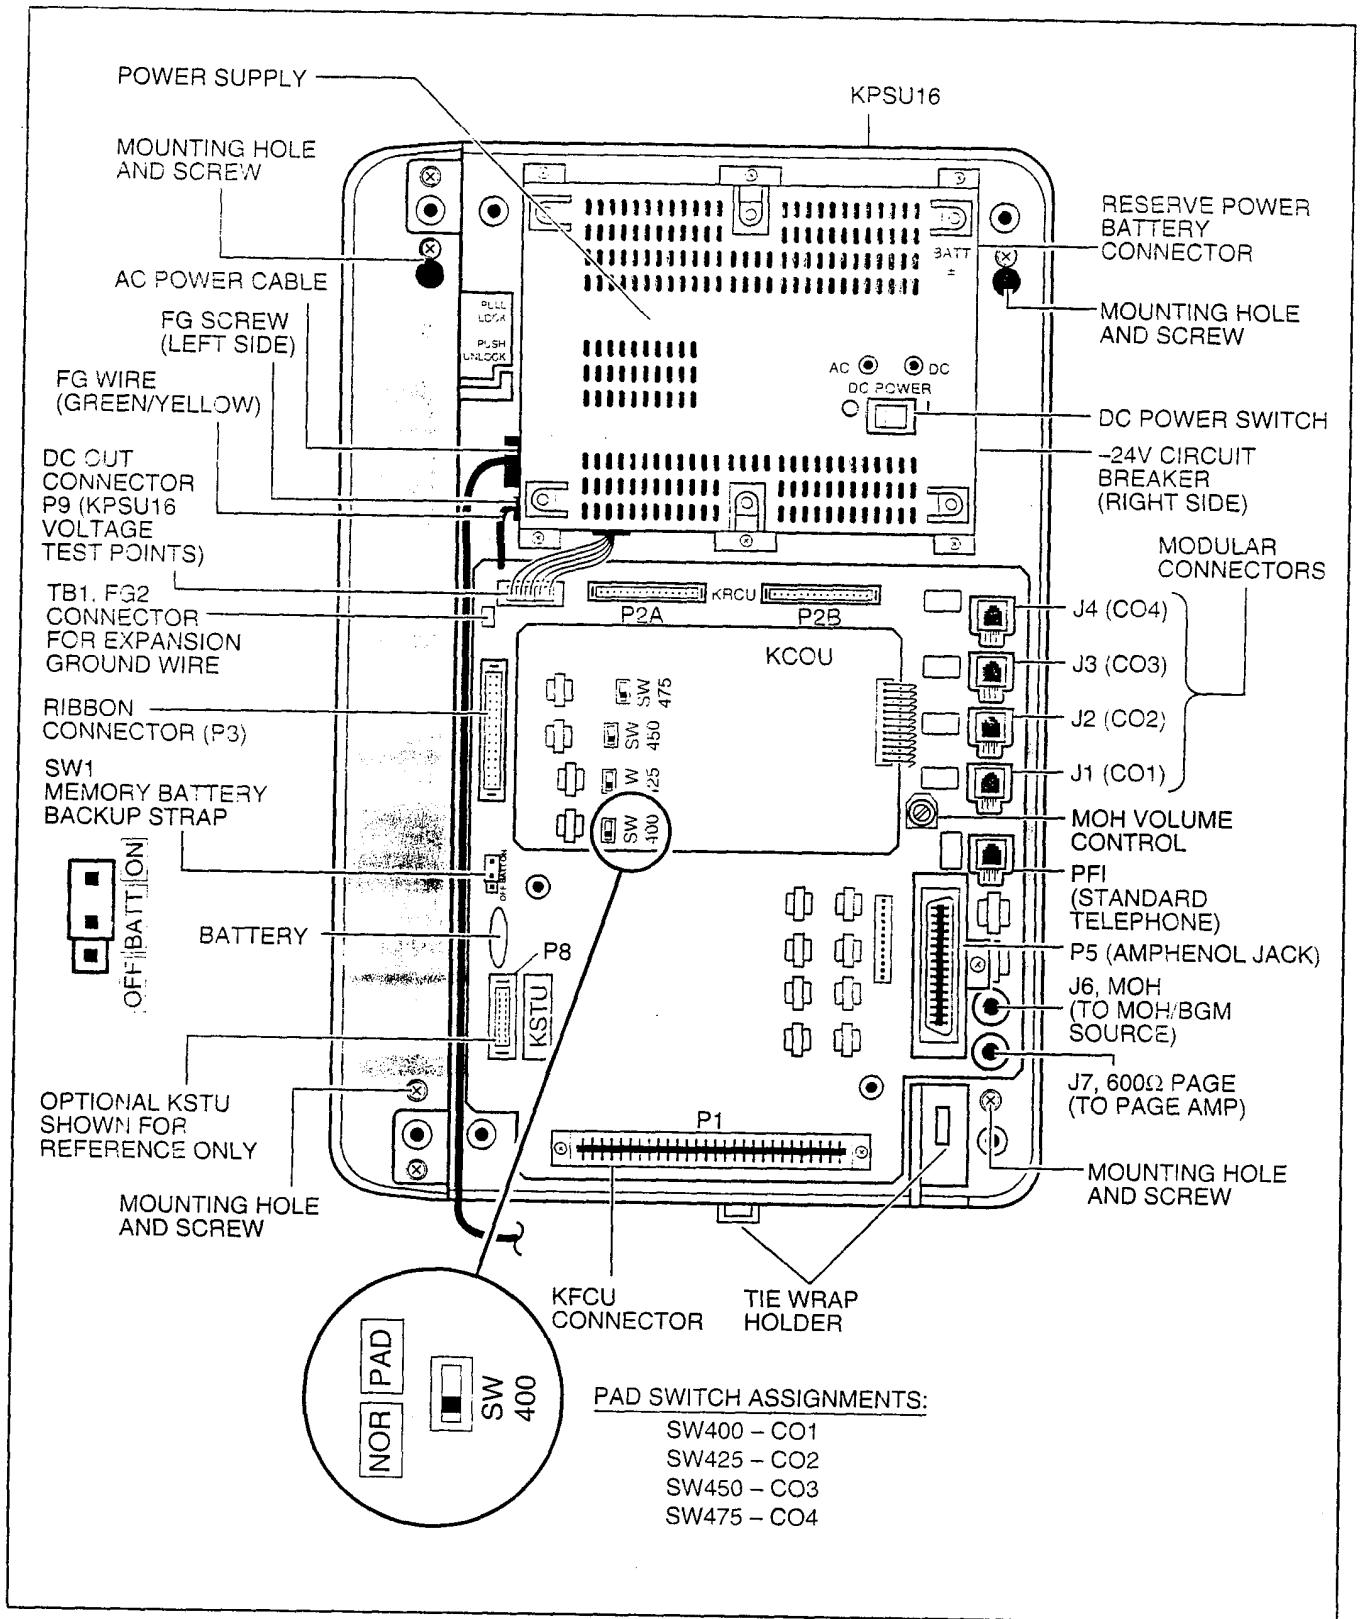 POWER SUPPLY
KPSU16
MOUNTING HOLE
AND SCREW
AC POWER CABLE
FG SCREW
(LEFT SIDE)
FG WIRE
(GREEN/YELLOW)
DC OUT
CONNECTOR
P9 (KPSU16
VOLTAGE
TEST POINTS)
TB1, FG2
CONNECTOR
FOR EXPANSION
GROUND WIRE
RIBBON
CONNECTOR (P3)
SW1
MEMORY BATTERY
BACKUP STRAP
OFF BATT ON
BATTERY
OPTIONAL KSTU
SHOWN FOR
REFERENCE ONLY
MOUNTING HOLE
AND SCREW
PULL
LOCK
PUSH
UNLOCK
BATT
±
AC
DC
DC POWER
KRCU
P2A
P2B
KCOU
SW
475
SW
450
SW
400
OFF BATT ON
P8
KSTU
P1
RESERVE POWER
BATTERY
CONNECTOR
MOUNTING HOLE
AND SCREW
DC POWER SWITCH
–24V CIRCUIT
BREAKER
(RIGHT SIDE)
MODULAR
CONNECTORS
J4 (CO4)
J3 (CO3)
J2 (CO2)
J1 (CO1)
MOH VOLUME
CONTROL
PFI
(STANDARD
TELEPHONE)
P5 (AMPHENOL JACK)
J6, MOH
(TO MOH/BGM
SOURCE)
J7, 600Ω PAGE
(TO PAGE AMP)
MOUNTING HOLE
AND SCREW
KFCU
CONNECTOR
TIE WRAP
HOLDER
NOR PAD
SW
400
PAD SWITCH ASSIGNMENTS:
SW400 – CO1
SW425 – CO2
SW450 – CO3
SW475 – CO4